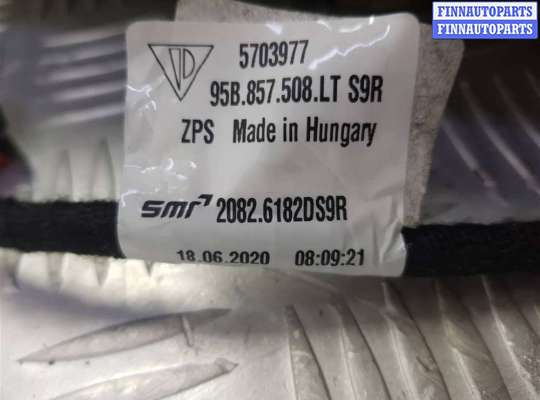 FINNAUTOPARTS
FINNAUTOPARTS
5703977
95B.857.508.LT S9R
ZPS Made in Hungary
smr 2082.6182DS9R
18.06.2020 08:09:21